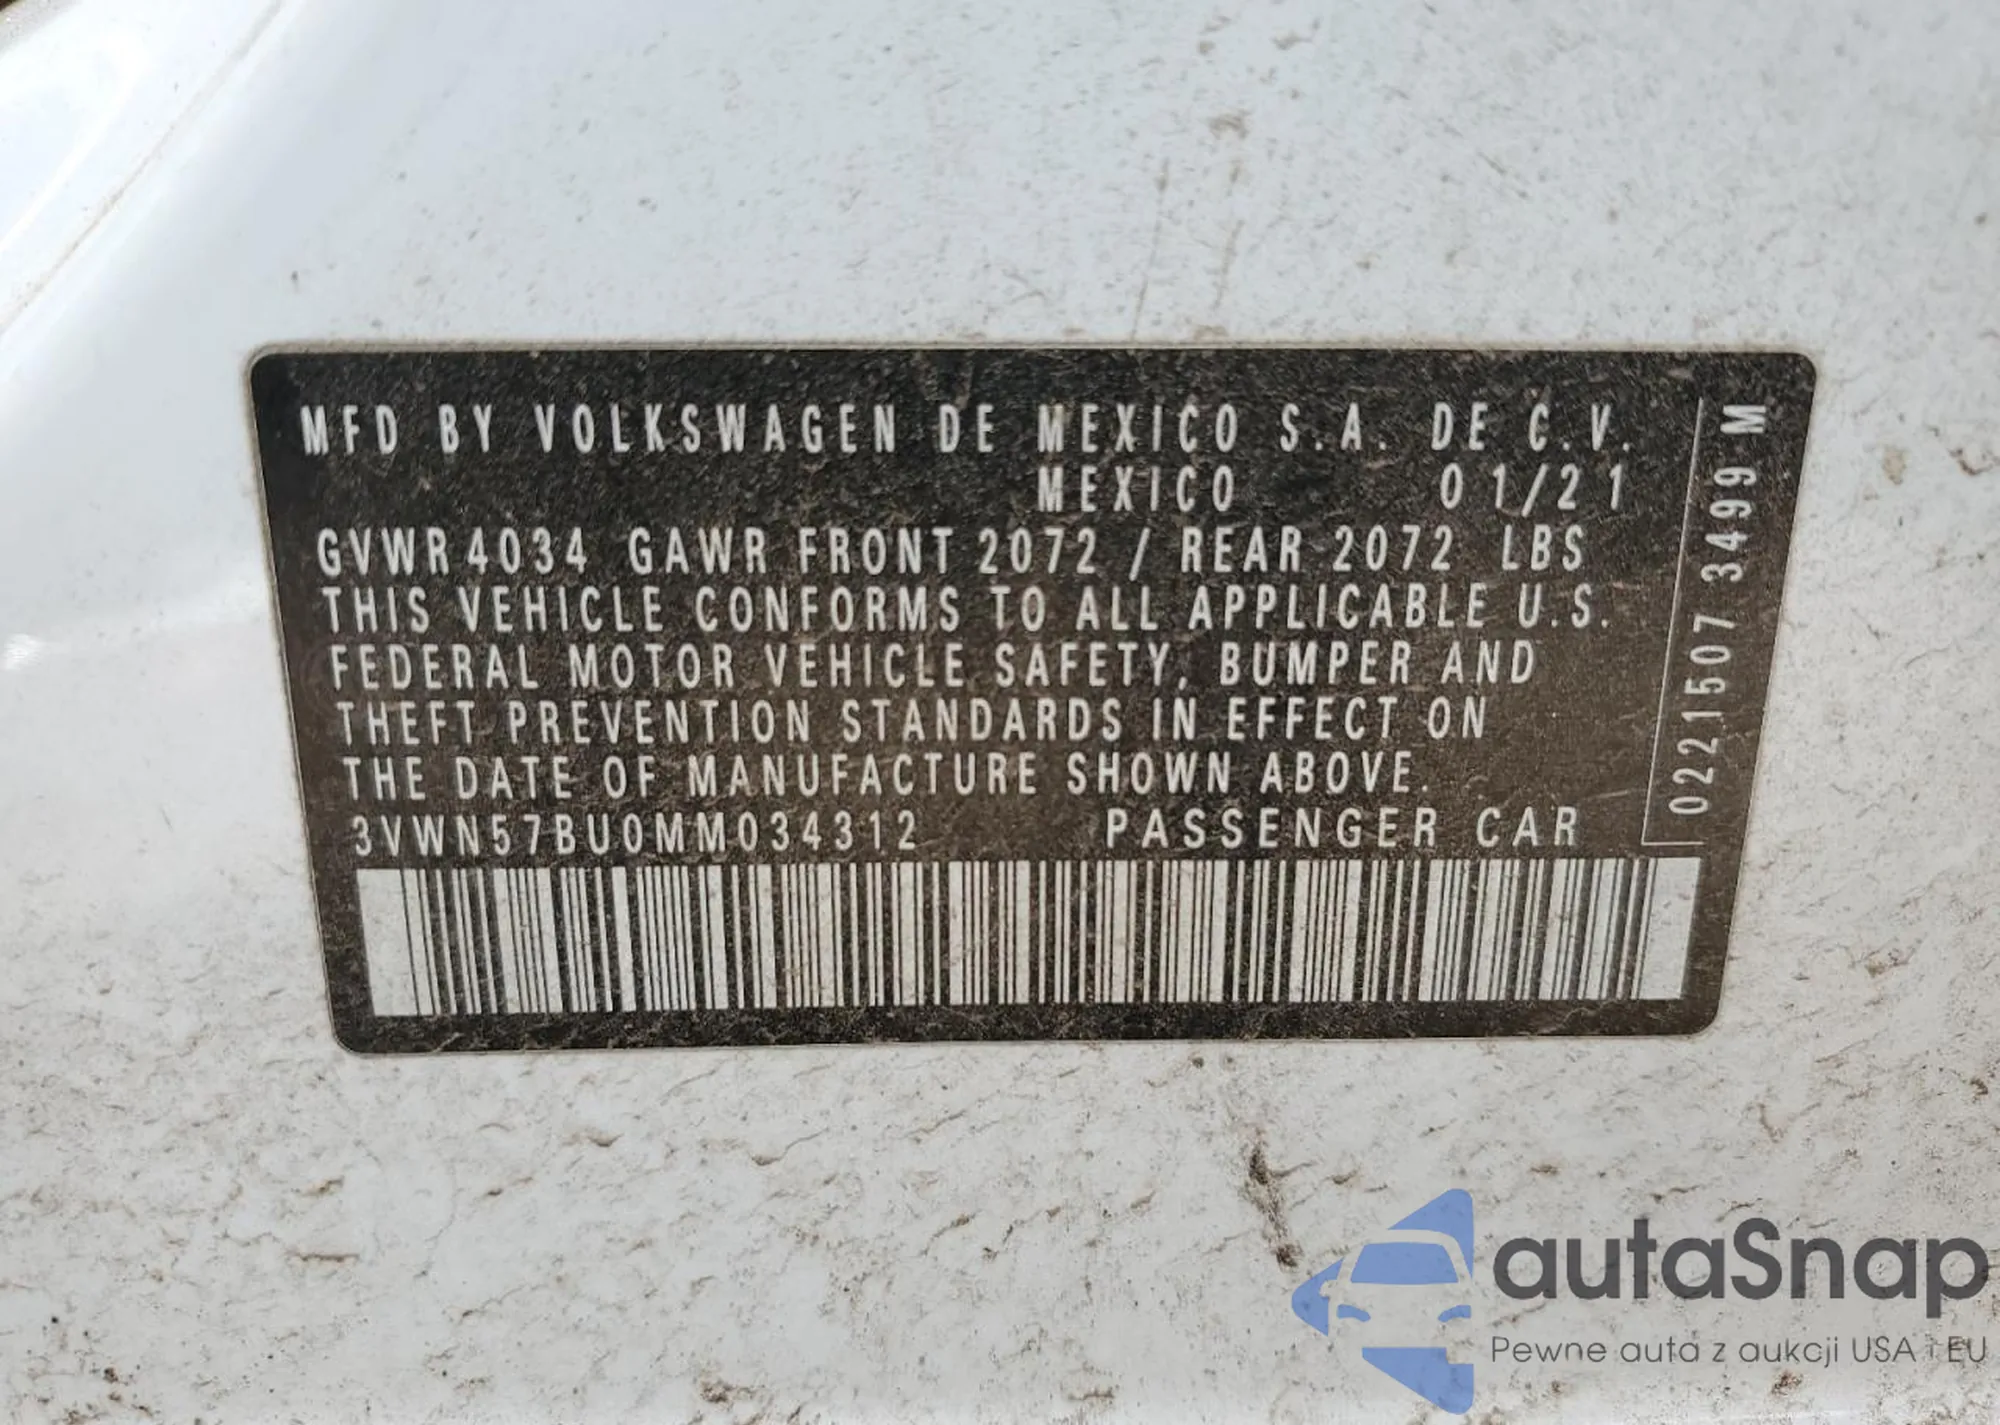 MFD BY VOLKSWAGEN DE MEXICO S.A. DE C.V.
MEXICO 01/21
GVWR 4034 GAWR FRONT 2072 / REAR 2072 LBS
THIS VEHICLE CONFORMS TO ALL APPLICABLE U.S.
FEDERAL MOTOR VEHICLE SAFETY, BUMPER AND
THEFT PREVENTION STANDARDS IN EFFECT ON
THE DATE OF MANUFACTURE SHOWN ABOVE.
3VWN57BU0MM034312 PASSENGER CAR
0221507 3499 M
autaSnap
Pewne auta z aukcji USA i EU